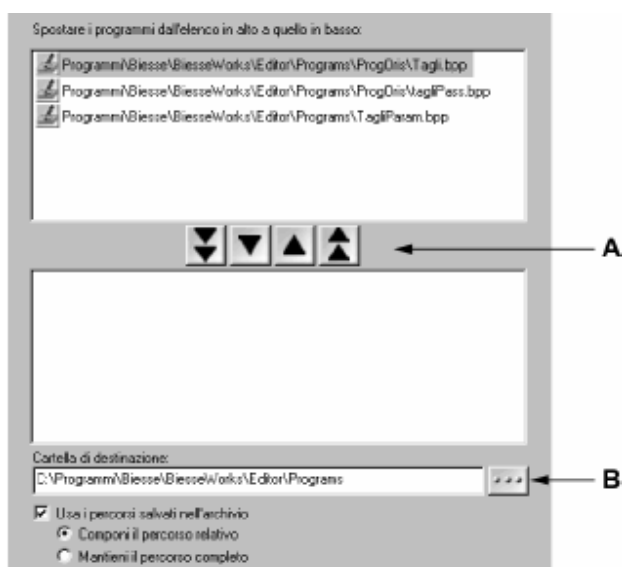 Spostare i programmi dall'elenco in alto a quello in basso:
Programmi\Biesse\BiesseWorks\Editor\Programs\ProgOris\Tagli.bpp
Programmi\Biesse\BiesseWorks\Editor\Programs\ProgOris\tagliPass.bpp
Programmi\Biesse\BiesseWorks\Editor\Programs\TagliParam.bpp
A
Cartella di destinazione:
C:\Programmi\Biesse\BiesseWorks\Editor\Programs
...
B
Usa i percorsi salvati nell'archivio
Componi il percorso relativo
Mantieni il percorso completo